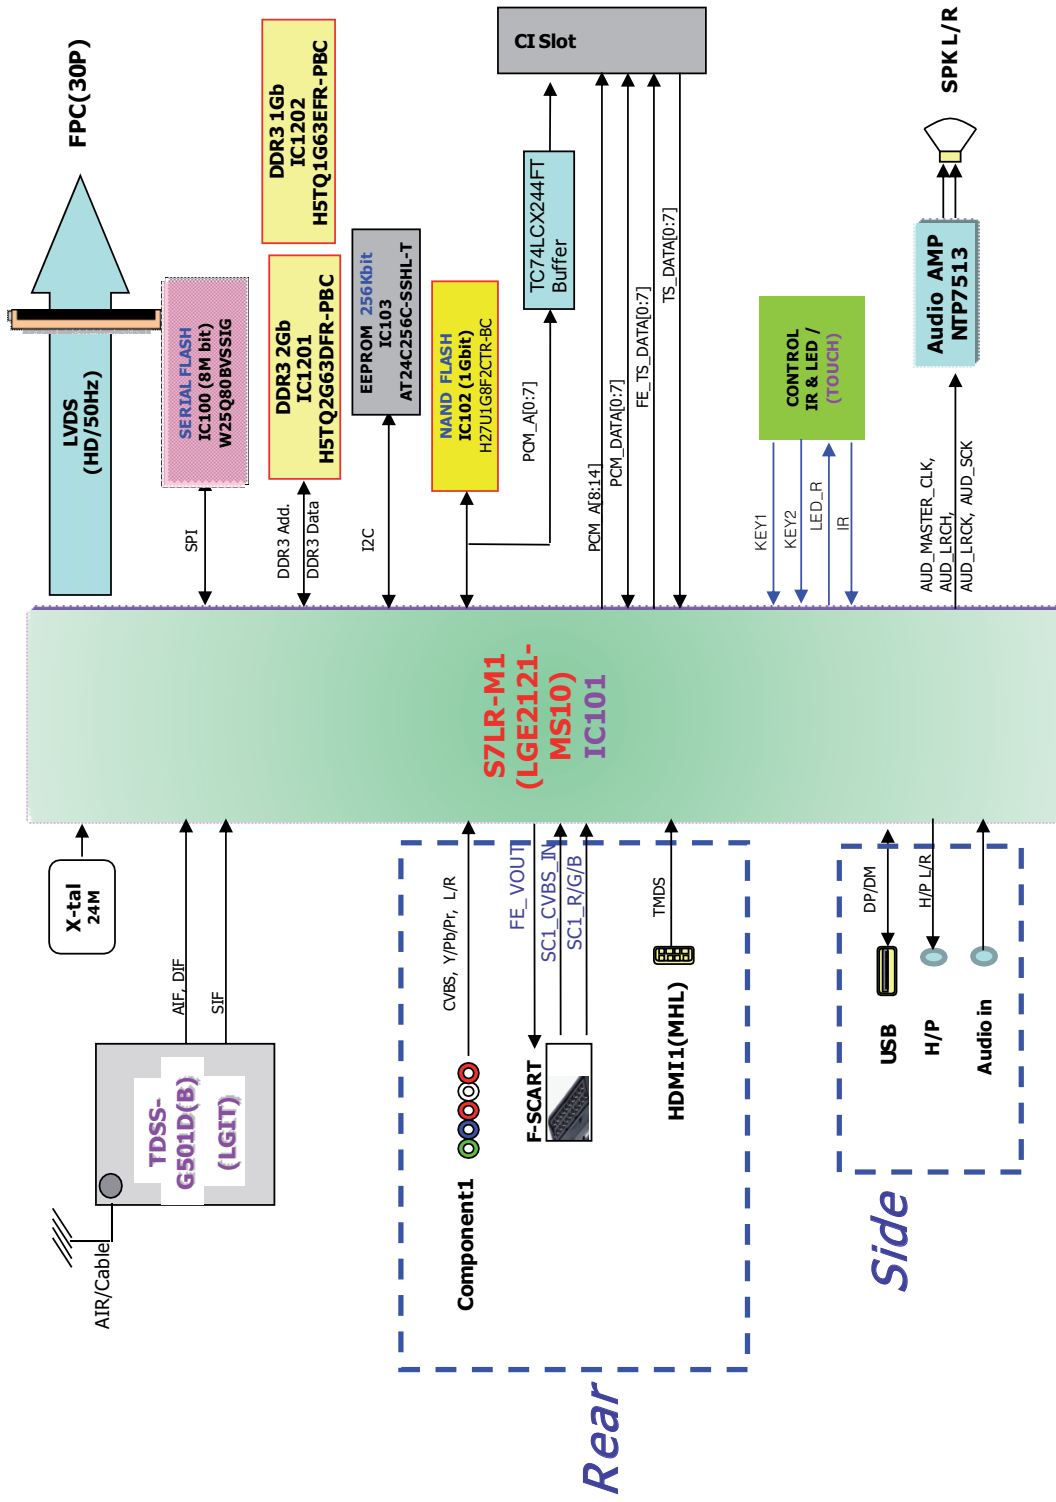 AIR/Cable
TDSS-
G501D(B)
(LGIT)
X-tal
24M
AIF, DIF
SIF
Rear
Component1
CVBS, Y/Pb/Pr, L/R
F-SCART
FE_VOUT
SC1_CVBS_IN
SC1_R/G/B
HDMI1(MHL)
TMDS
Side
USB
DP/DM
H/P
H/P L/R
Audio in
S7LR-M1
(LGE2121-
MS10)
IC101
LVDS
(HD/50Hz)
FPC(30P)
SPI
SERIAL FLASH
IC100 (8M bit)
W25Q80BVSSIG
DDR3 Add.
DDR3 Data
DDR3 2Gb
IC1201
H5TQ2G63DFR-PBC
DDR3 1Gb
IC1202
H5TQ1G63EFR-PBC
I2C
EEPROM 256Kbit
IC103
AT24C256C-SSHL-T
NAND FLASH
IC102 (1Gbit)
H27U1G8F2CTR-BC
PCM_A[0:7]
TC74LCX244FT
Buffer
CI Slot
PCM_A[8:14]
PCM_DATA[0:7]
FE_TS_DATA[0:7]
TS_DATA[0:7]
KEY1
KEY2
LED_R
IR
CONTROL
IR & LED /
(TOUCH)
AUD_MASTER_CLK,
AUD_LRCH,
AUD_LRCK, AUD_SCK
Audio AMP
NTP7513
SPK L/R